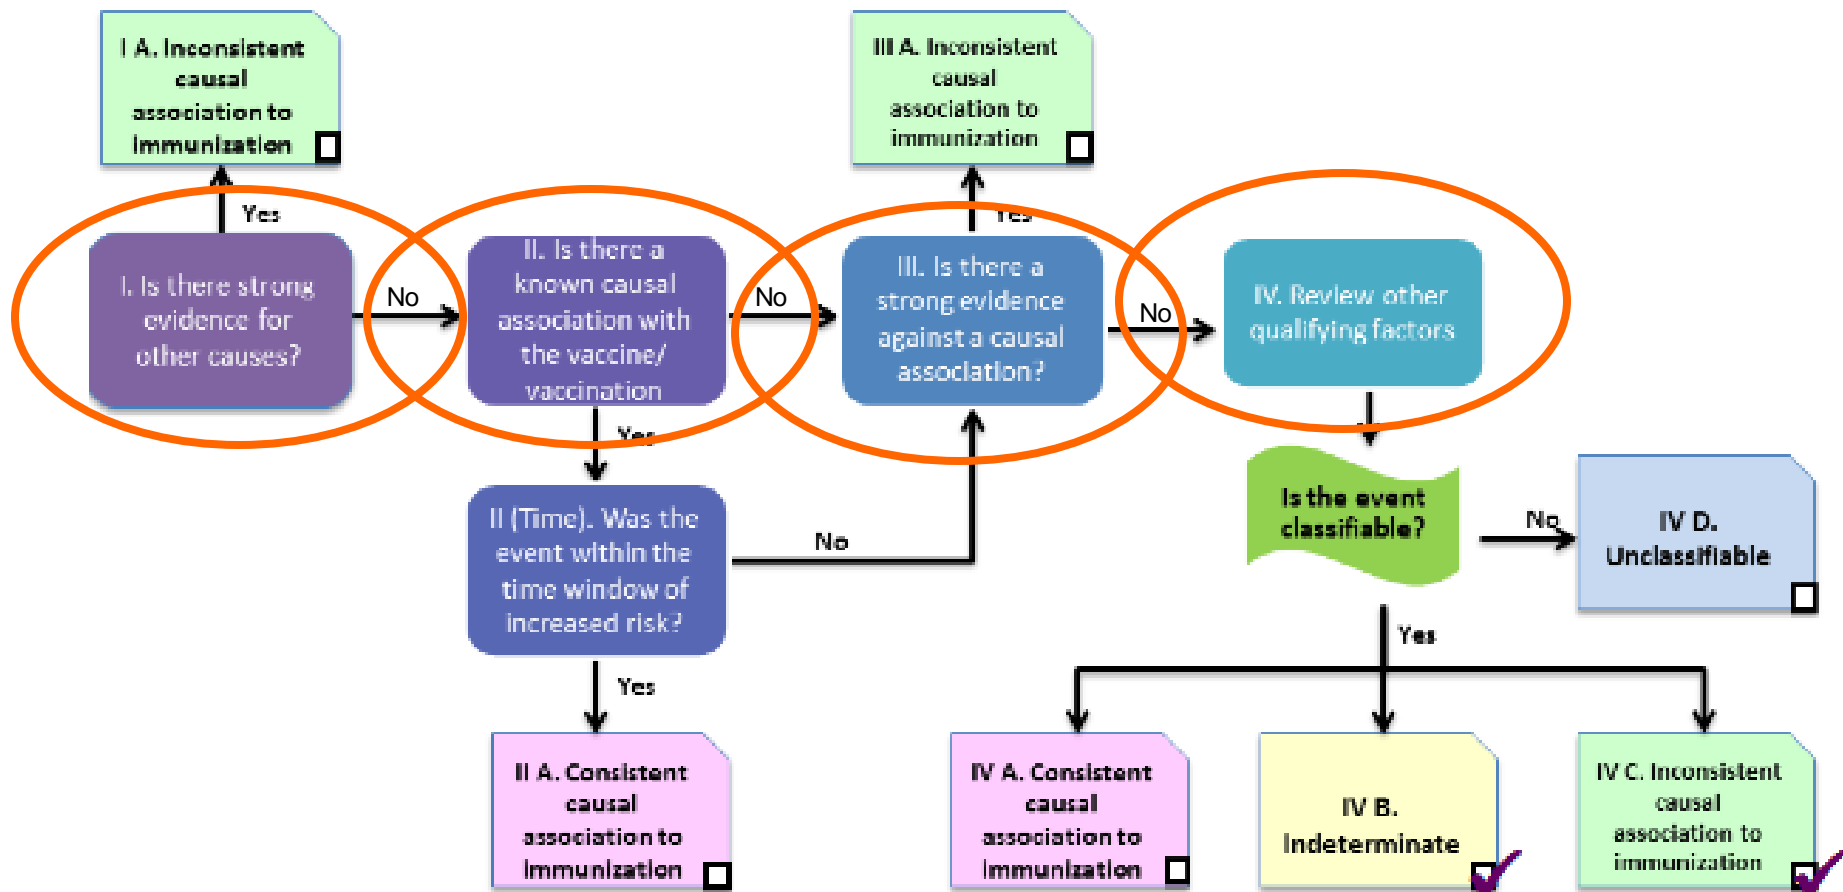 I A. Inconsistent
causal
association to
immunization
III A. Inconsistent
causal
association to
immunization
Yes
Yes
I. Is there strong
evidence for
other causes?
No
II. Is there a
known causal
association with
the vaccine/
vaccination
No
III. Is there a
strong evidence
against a causal
association?
No
IV. Review other
qualifying factors
Yes
II (Time). Was the
event within the
time window of
increased risk?
No
Is the event
classifiable?
No
IV D.
Unclassifiable
Yes
Yes
II A. Consistent
causal
association to
immunization
IV A. Consistent
causal
association to
immunization
IV B.
Indeterminate
IV C. Inconsistent
causal
association to
immunization